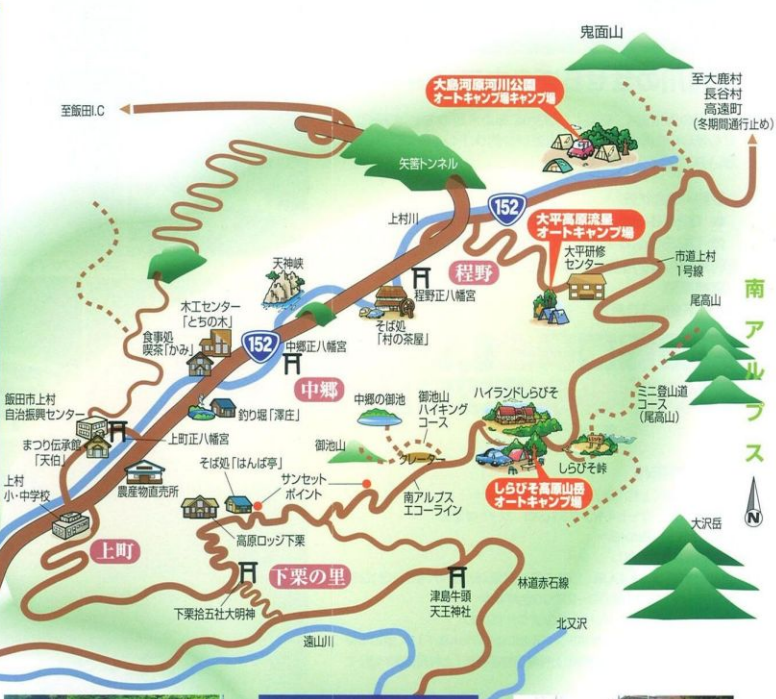 鬼面山
至大鹿村
長谷村
高遠町
(冬期間通行止め)
大島河原河川公園
オートキャンプ場キャンプ場
至飯田I.C
矢筈トンネル
152
上村川
大平高原流星
オートキャンプ場
大平研修
センター
市道上村
1号線
程野
程野正八幡宮
天神峡
南アルプス
尾高山
木工センター
「とちの木」
食事処
喫茶「かみ」
152
そば処
「村の茶屋」
中郷正八幡宮
中郷
ミニ登山道
コース
(尾高山)
飯田市上村
自治振興センター
釣り堀「澤庄」
中郷の御池
御池山
ハイキング
コース
ハイランドしらびそ
まつり伝承館
「天伯」
上町正八幡宮
御池山
クレーター
しらびそ峠
そば処「はんば亭」
サンセット
ポイント
上村
小・中学校
農産物直売所
南アルプス
エコーライン
しらびそ高原山岳
オートキャンプ場
N
大沢岳
高原ロッジ下栗
上町
下栗の里
津島牛頭
天王神社
林道赤石線
下栗拾五社大明神
北又沢
遠山川